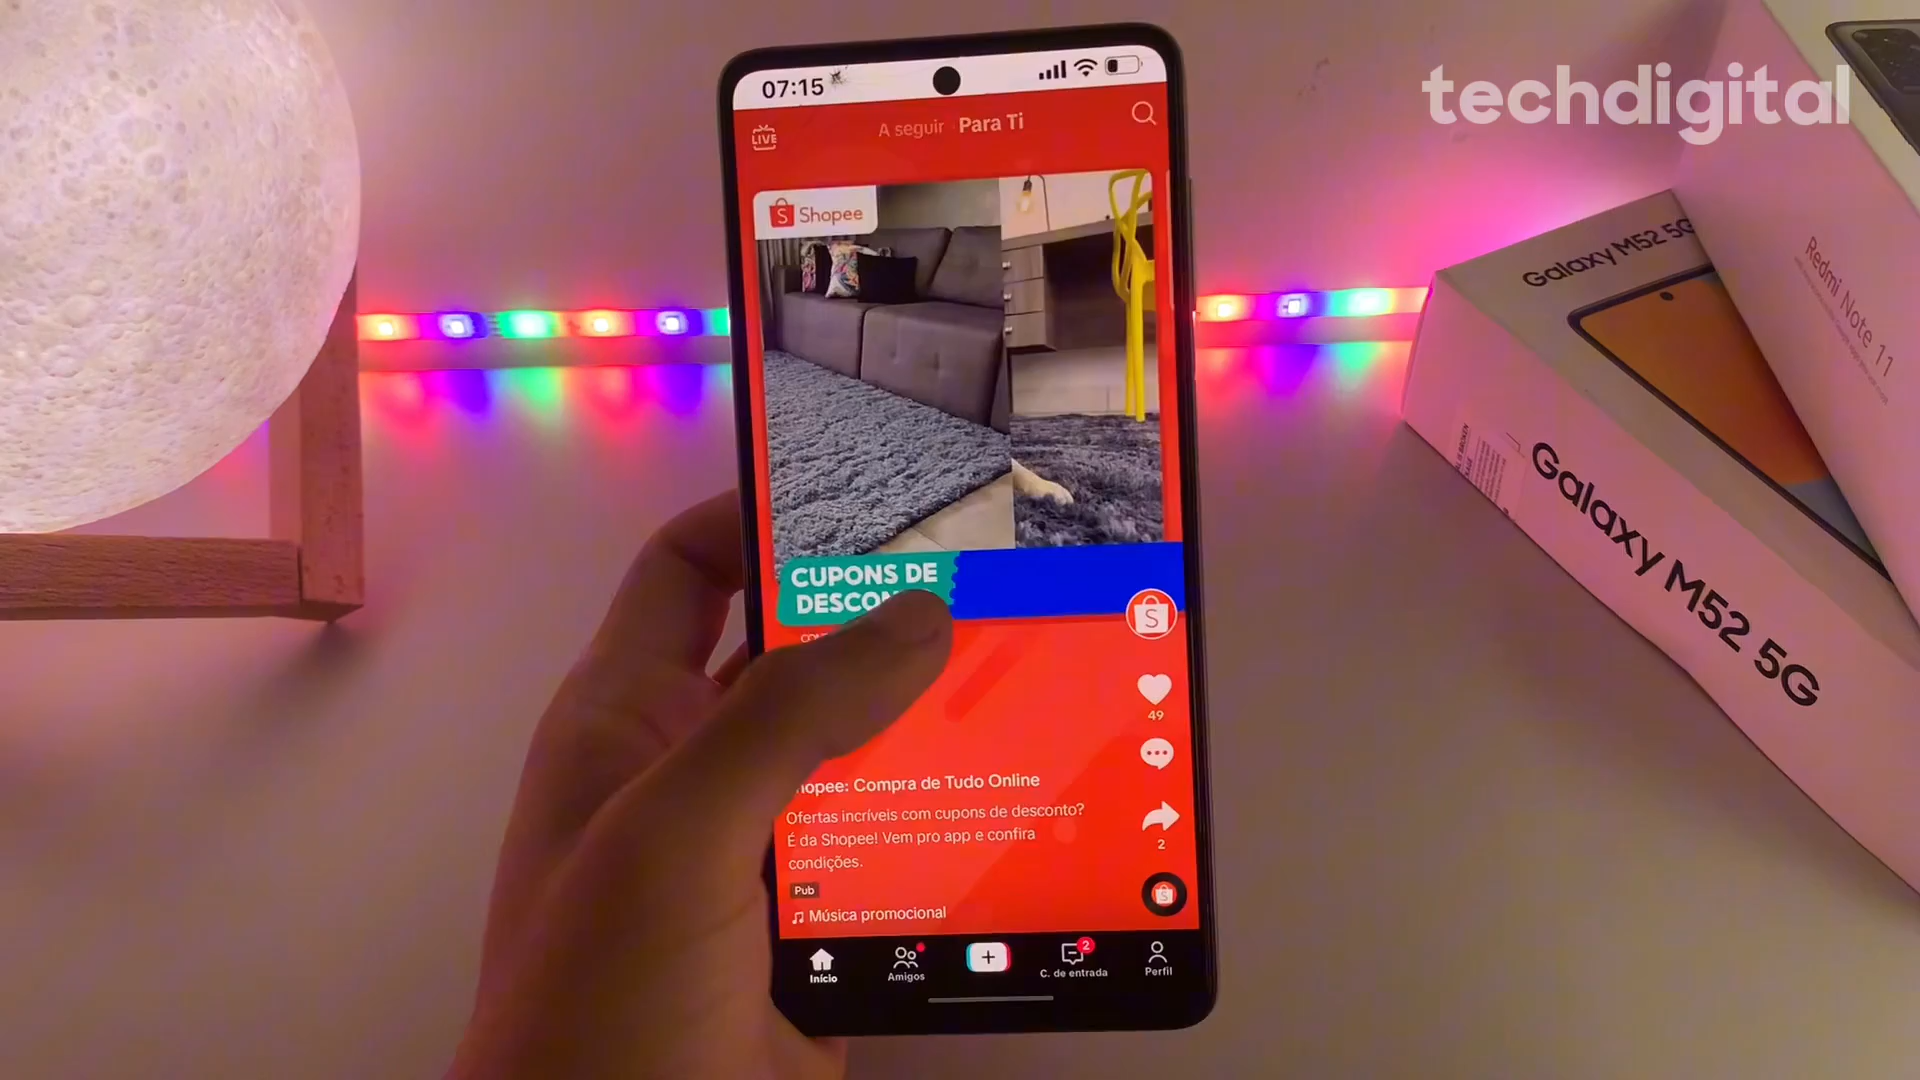 techdigital
07:15
LIVE
A seguir Para Ti
Shopee
CUPONS DE
Shopee: Compra de Tudo Online
Ofertas incríveis com cupons de desconto?
É da Shopee! Vem pro app e confira
condições.
Pub
Música promocional
49
2
Início
Amigos
2
C. de entrada
Perfil
Galaxy M52 5G
Galaxy M52 5G
Redmi Note 11